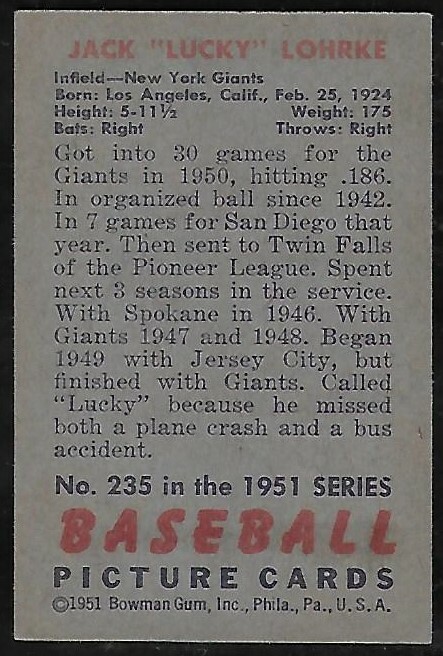 JACK "LUCKY" LOHRKE
Infield—New York Giants
Born: Los Angeles, Calif., Feb. 25, 1924
Height: 5-11½ Weight: 175
Bats: Right Throws: Right
Got into 30 games for the
Giants in 1950, hitting .186.
In organized ball since 1942.
In 7 games for San Diego that
year. Then sent to Twin Falls
of the Pioneer League. Spent
next 3 seasons in the service.
With Spokane in 1946. With
Giants 1947 and 1948. Began
1949 with Jersey City, but
finished with Giants. Called
"Lucky" because he missed
both a plane crash and a bus
accident.
No. 235 in the 1951 SERIES
BASEBALL
PICTURE CARDS
©1951 Bowman Gum, Inc., Phila., Pa., U. S. A.